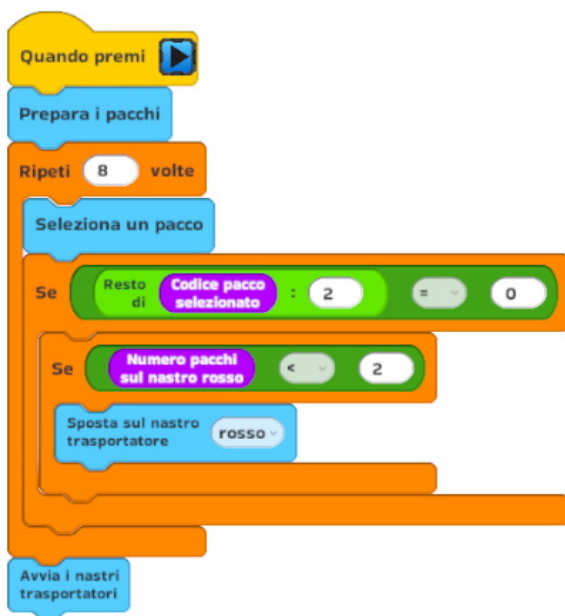 Quando premi
Prepara i pacchi
Ripeti 8 volte
Seleziona un pacco
Se Resto di Codice pacco selezionato : 2 = 0
Se Numero pacchi sul nastro rosso < 2
Sposta sul nastro trasportatore rosso
Avvia i nastri
trasportatori